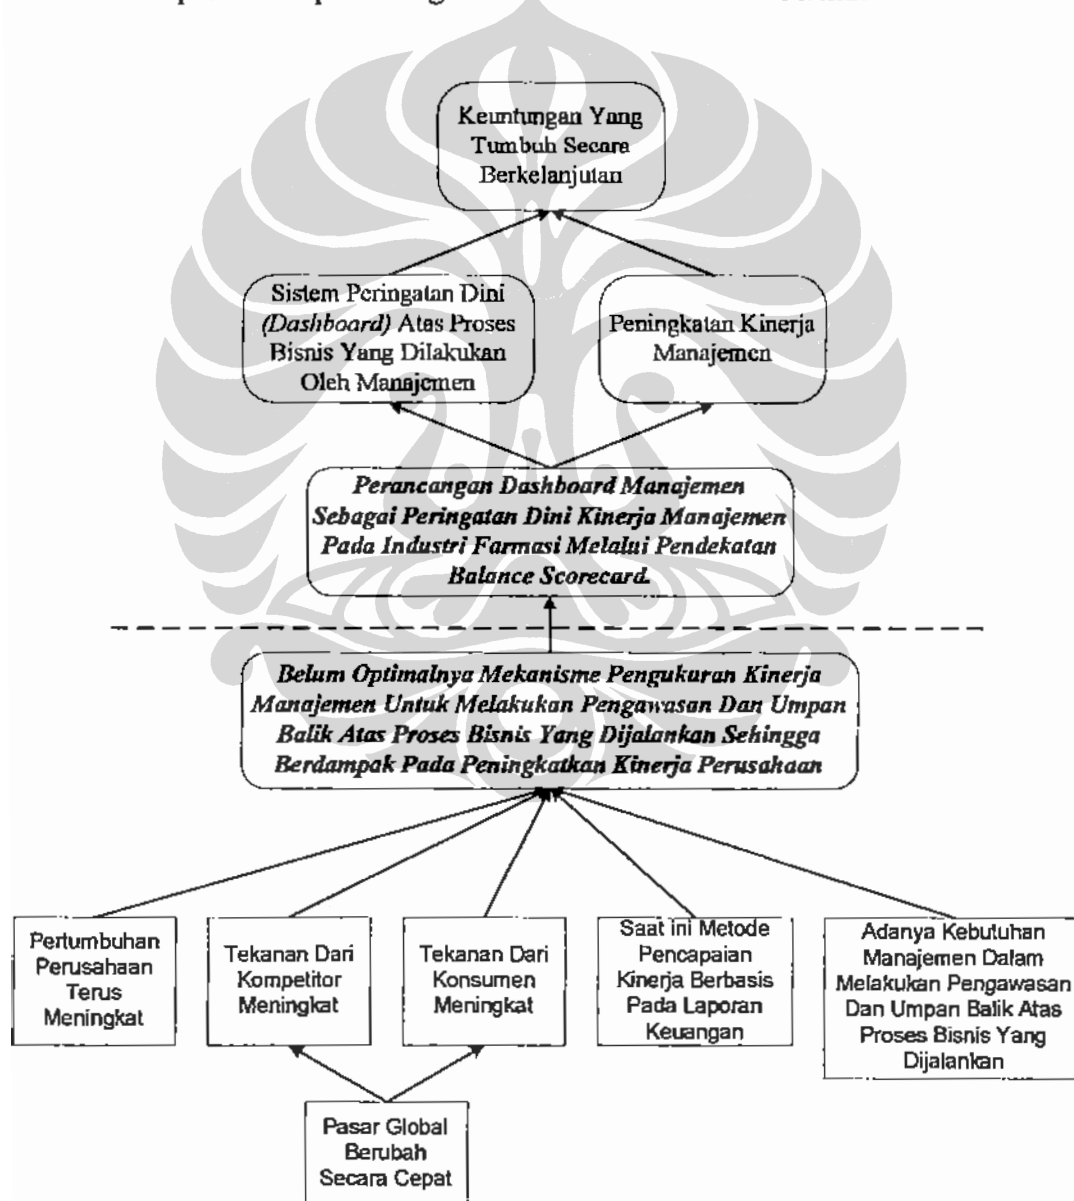 Keuntungan Yang
Tumbuh Secara
Berkelanjutan
Sistem Peringatan Dini
(Dashboard) Atas Proses
Bisnis Yang Dilakukan
Oleh Manajemen
Peningkatan Kinerja
Manajemen
Perancangan Dashboard Manajemen
Sebagai Peringatan Dini Kinerja Manajemen
Pada Industri Farmasi Melalui Pendekatan
Balance Scorecard.
Belum Optimalnya Mekanisme Pengukuran Kinerja
Manajemen Untuk Melakukan Pengawasan Dan Umpan
Balik Atas Proses Bisnis Yang Dijalankan Sehingga
Berdampak Pada Peningkatkan Kinerja Perusahaan
Pertumbuhan
Perusahaan
Terus
Meningkat
Tekanan Dari
Kompetitor
Meningkat
Tekanan Dari
Konsumen
Meningkat
Saat ini Metode
Pencapaian
Kinerja Berbasis
Pada Laporan
Keuangan
Adanya Kebutuhan
Manajemen Dalam
Melakukan Pengawasan
Dan Umpan Balik Atas
Proses Bisnis Yang
Dijalankan
Pasar Global
Berubah
Secara Cepat